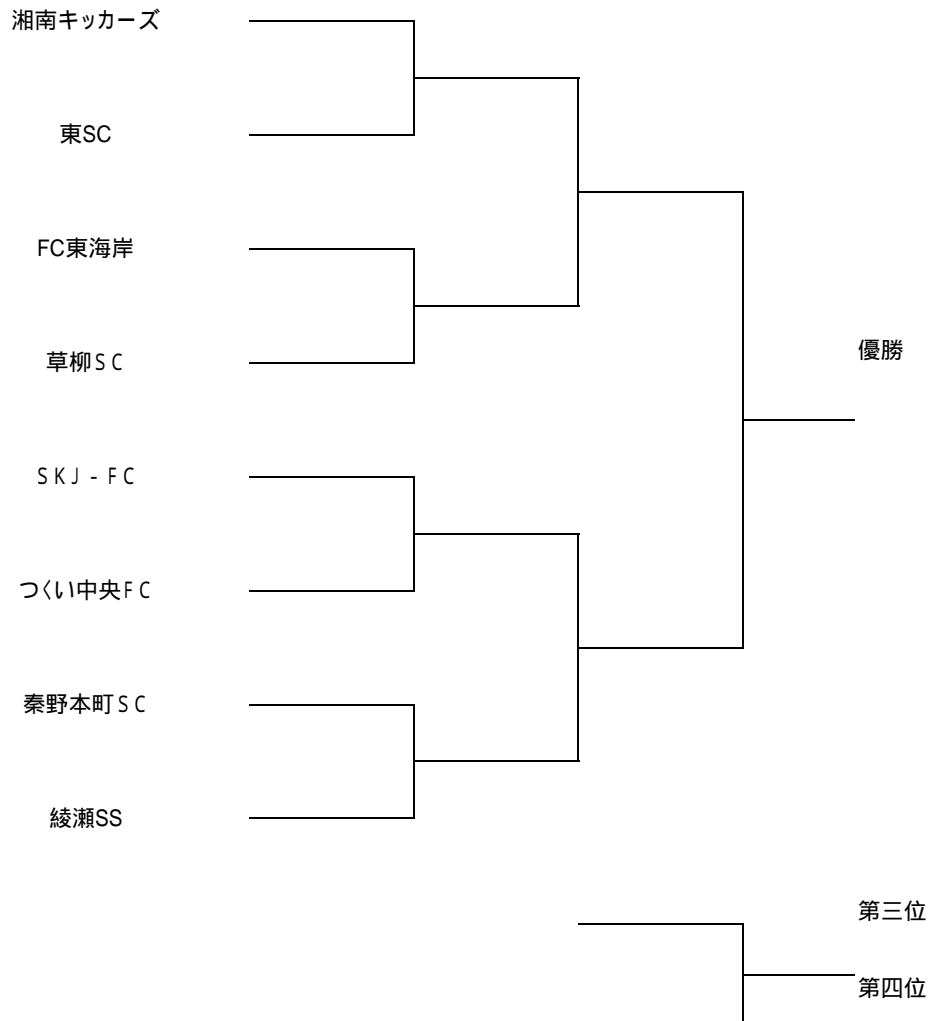 湘南キッカーズ
東SC
FC東海岸
草柳ＳＣ
優勝
ＳＫＪ‐ＦＣ
つくい中央ＦＣ
秦野本町ＳＣ
綾瀬SS
第三位
第四位